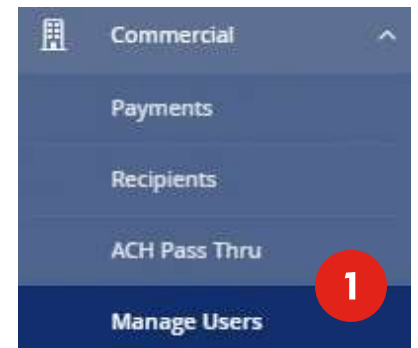 Commercial
Payments
Recipients
ACH Pass Thru
1
Manage Users